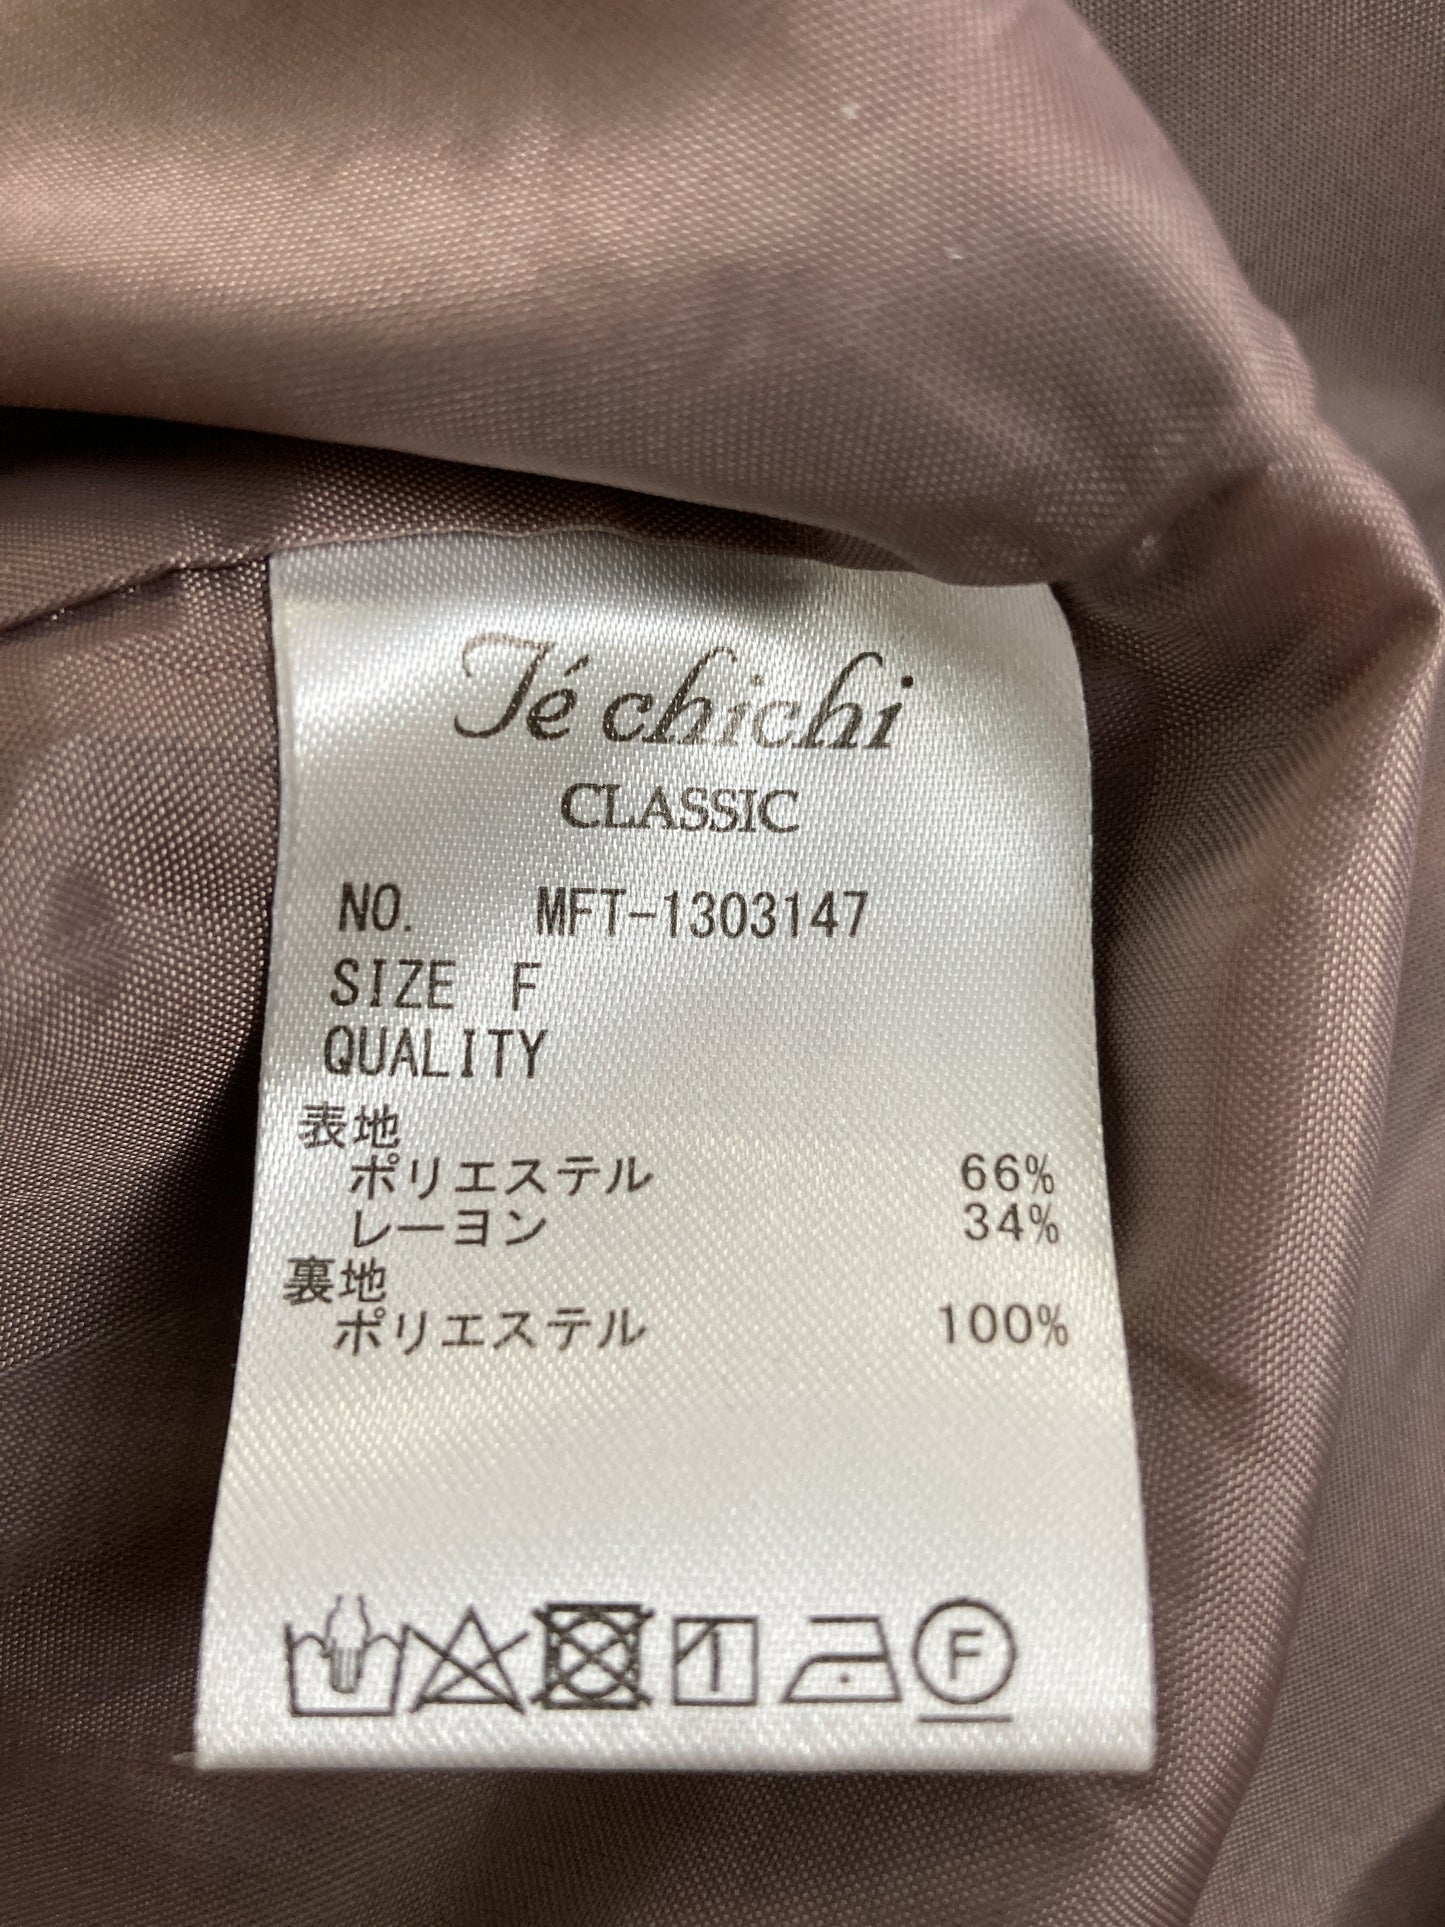 Té chichi
CLASSIC
NO. MFT-1303147
SIZE F
QUALITY
表地
ポリエステル 66%
レーヨン 34%
裏地
ポリエステル 100%
F